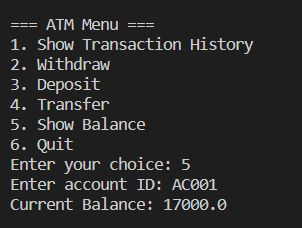 === ATM Menu ===
1. Show Transaction History
2. Withdraw
3. Deposit
4. Transfer
5. Show Balance
6. Quit
Enter your choice: 5
Enter account ID: AC001
Current Balance: 17000.0